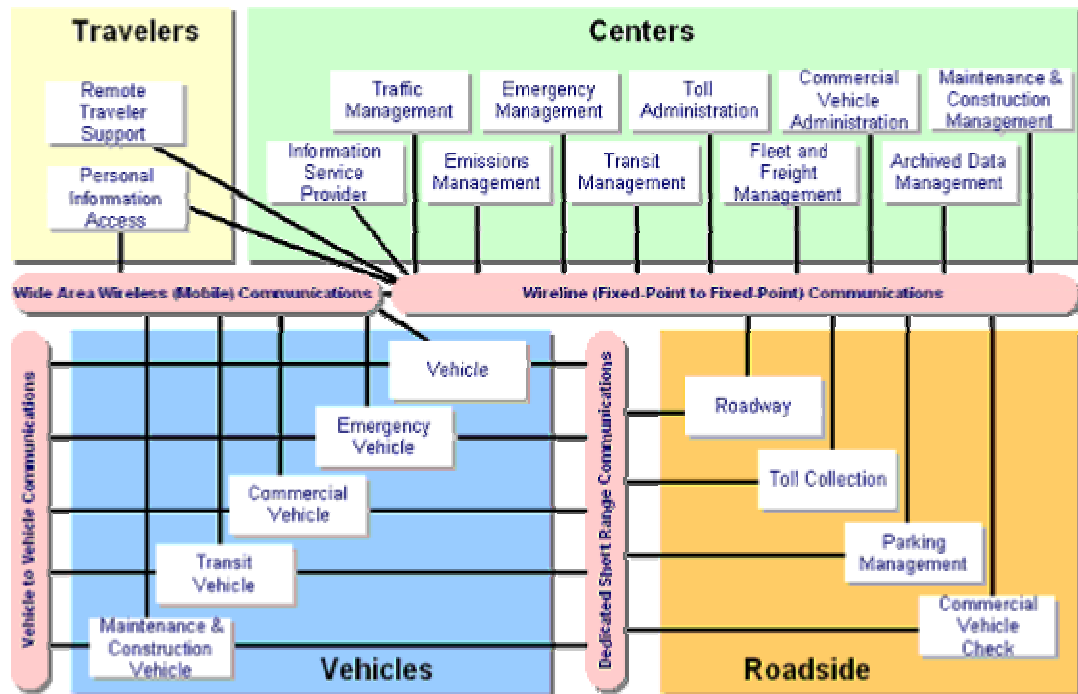 Travelers
Remote
Traveler
Support
Personal
Information
Access
Centers
Traffic
Management
Emergency
Management
Toll
Administration
Commercial
Vehicle
Administration
Maintenance &
Construction
Management
Information
Service
Provider
Emissions
Management
Transit
Management
Fleet and
Freight
Management
Archived Data
Management
Wide Area Wireless (Mobile) Communications
Wireline (Fixed-Point to Fixed-Point) Communications
Vehicle to Vehicle Communications
Vehicle
Emergency
Vehicle
Commercial
Vehicle
Transit
Vehicle
Maintenance &
Construction
Vehicle
Vehicles
Dedicated Short Range Communications
Roadway
Toll Collection
Parking
Management
Commercial
Vehicle
Check
Roadside